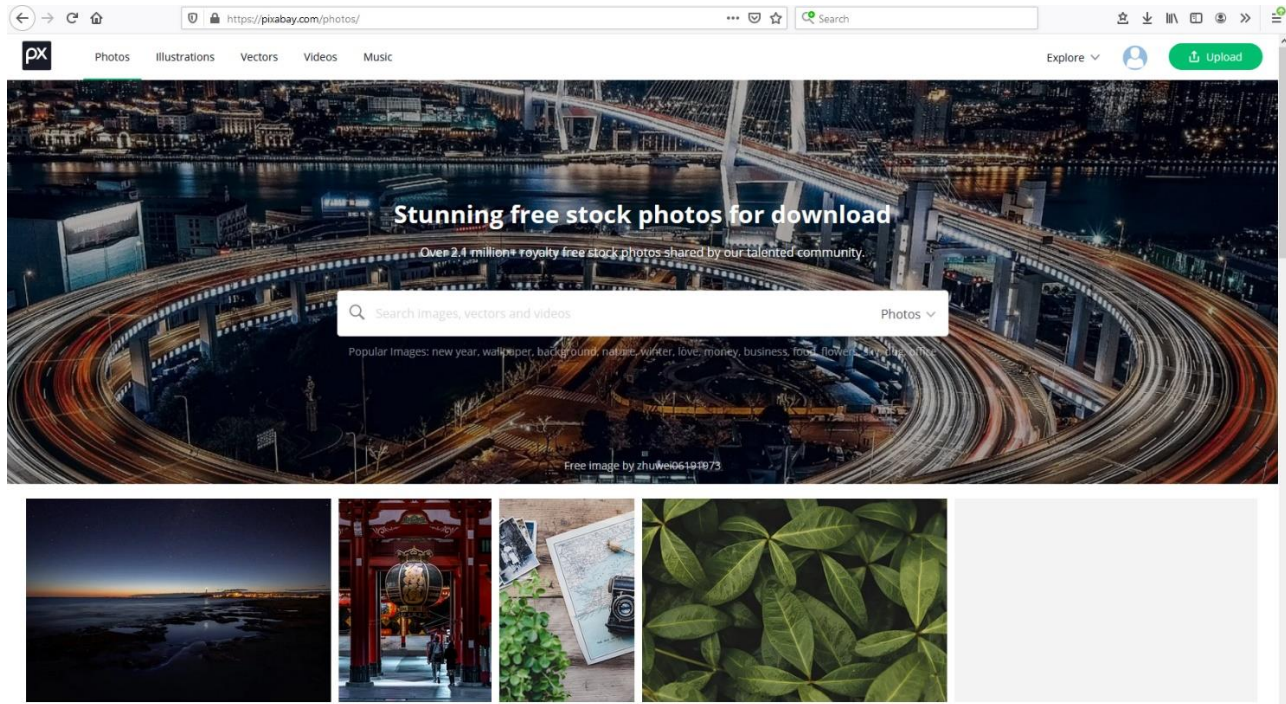 https://pixabay.com/photos/
Search
px
Photos
Illustrations
Vectors
Videos
Music
Explore
Upload
Stunning free stock photos for download
Over 2.1 million+ royalty free stock photos shared by our talented community.
Search images, vectors and videos
Photos
Popular Images: new year, wallpaper, background, nature, winter, love, money, business, food, flowers, sky, dog, office
Free image by zhuwei06191973